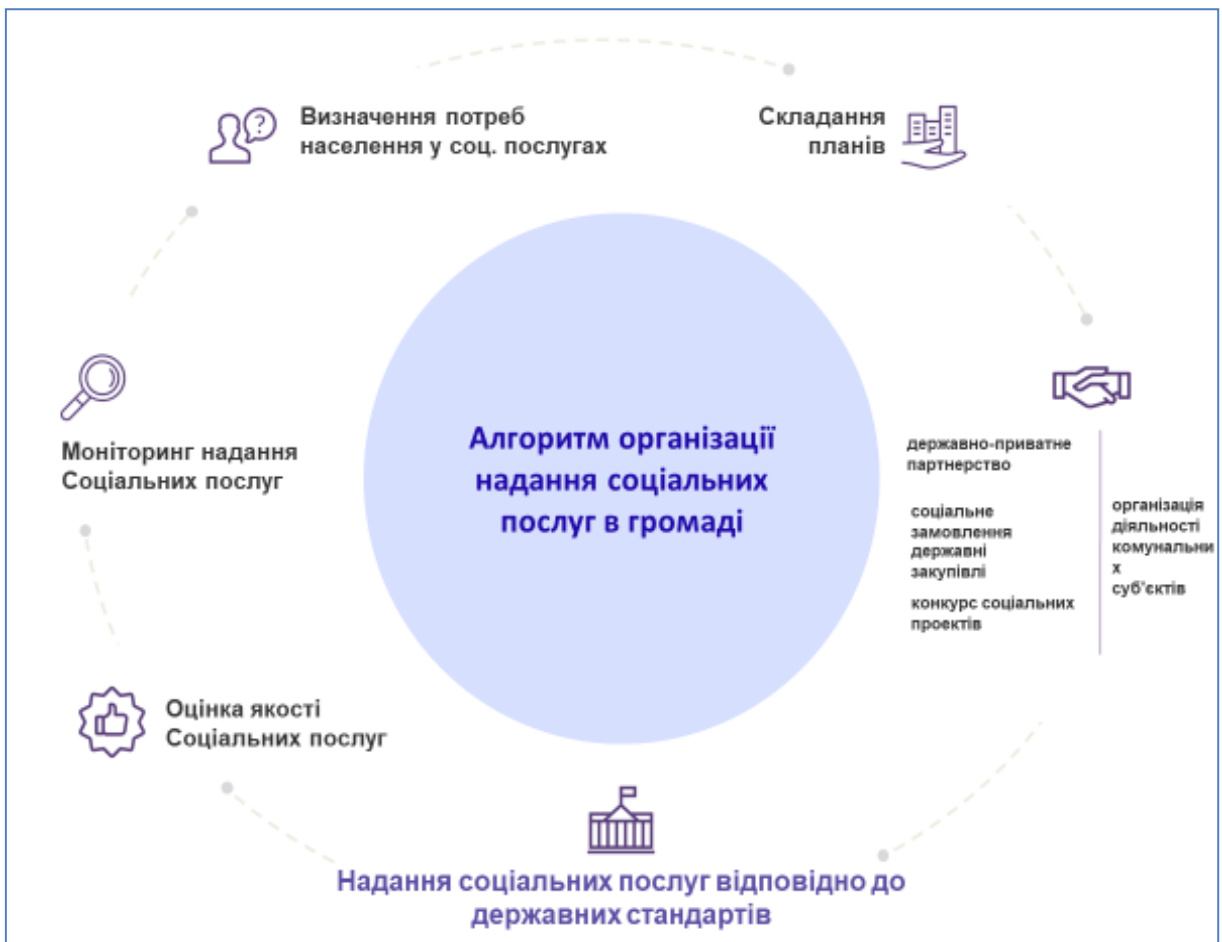 Визначення потреб
населення у соц. послугах
Складання
планів
державно-приватне
партнерство
соціальне
замовлення
державні
закупівлі
конкурс соціальних
проектів
організація
діяльності
комунальни
х
суб'єктів
Надання соціальних послуг відповідно до
державних стандартів
Оцінка якості
Соціальних послуг
Моніторинг надання
Соціальних послуг
Алгоритм організації
надання соціальних
послуг в громаді